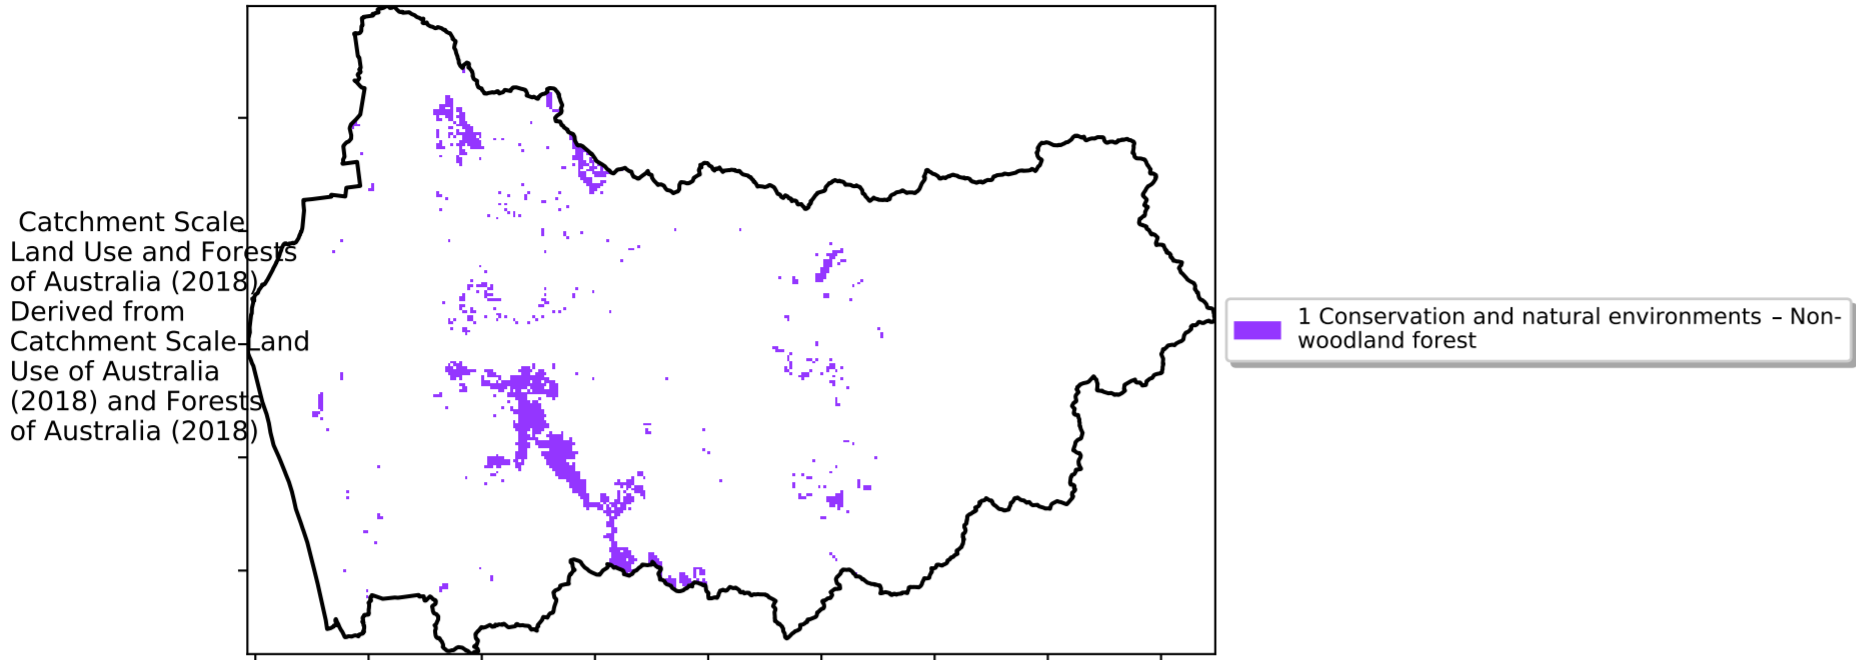 Catchment Scale
Land Use and Forests
of Australia (2018)
Derived from
Catchment Scale Land
Use of Australia
(2018) and Forests
of Australia (2018)
1 Conservation and natural environments – Non-
woodland forest